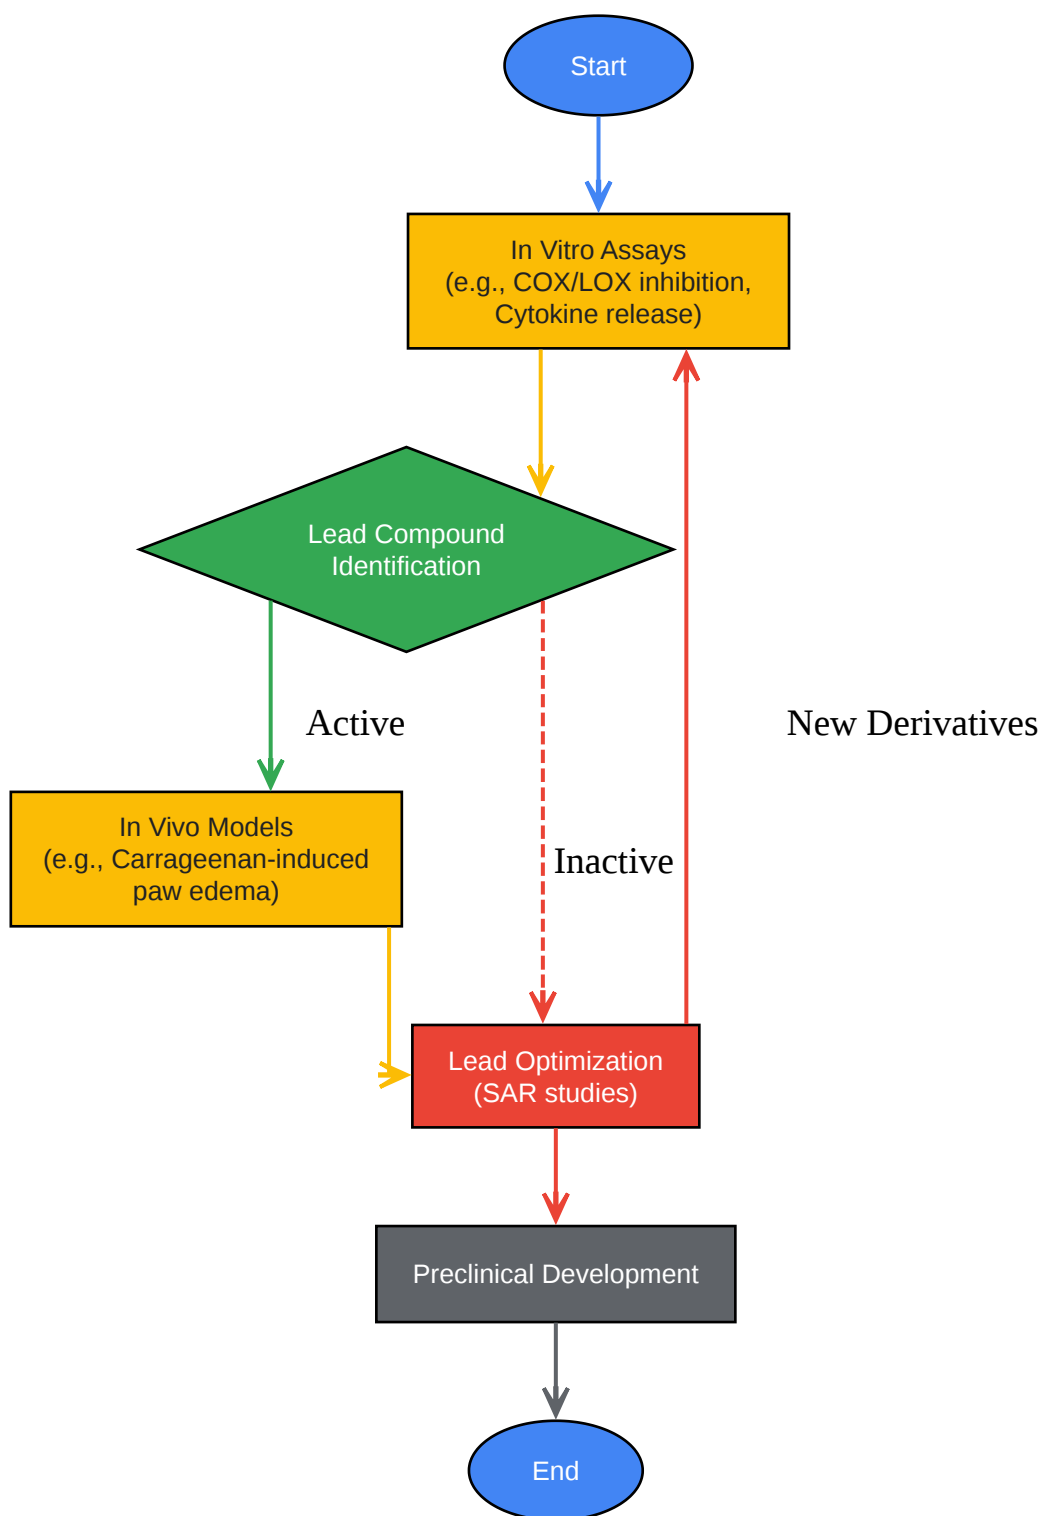 Start
In Vitro Assays
(e.g., COX/LOX inhibition,
Cytokine release)
Lead Compound
Identification
Active
New Derivatives
In Vivo Models
(e.g., Carrageenan-induced
paw edema)
Inactive
Lead Optimization
(SAR studies)
Preclinical Development
End